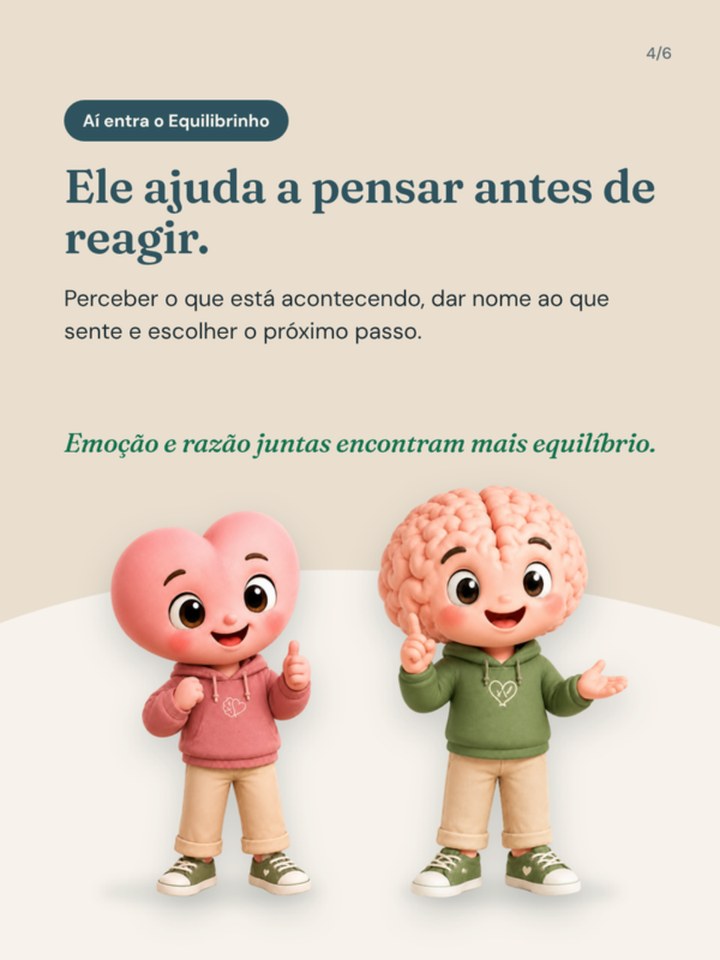 4/6
Aí entra o Equilibrinho
Ele ajuda a pensar antes de
reagir.
Perceber o que está acontecendo, dar nome ao que
sente e escolher o próximo passo.
Emoção e razão juntas encontram mais equilíbrio.